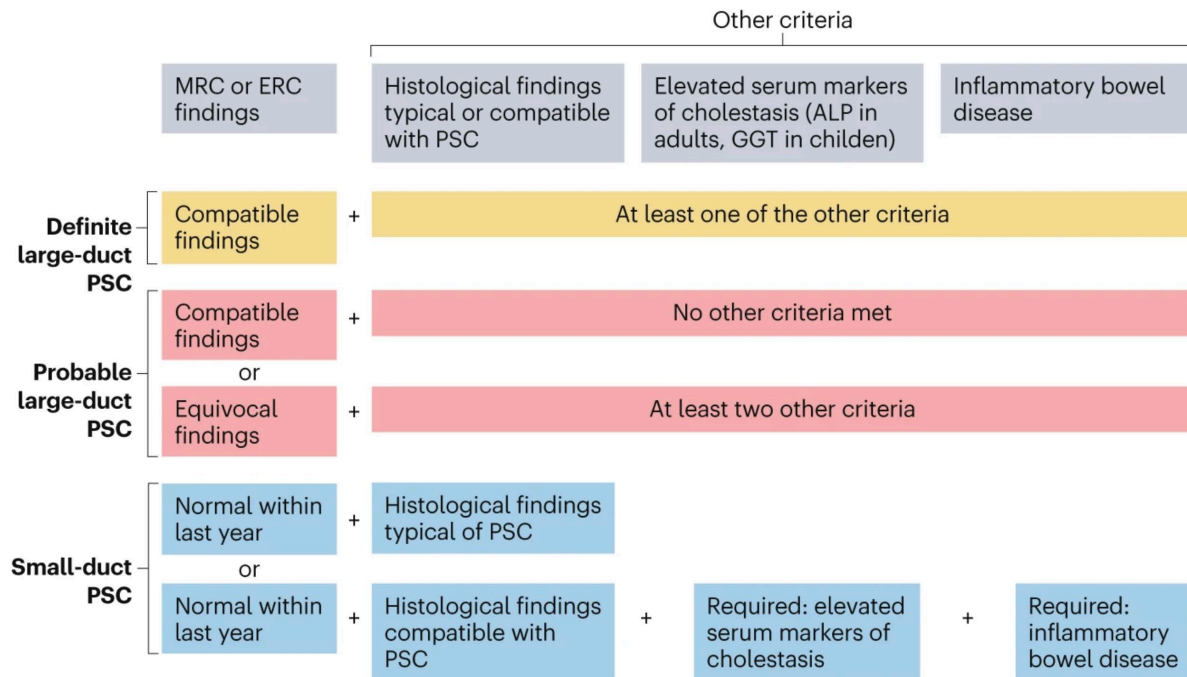 Other criteria
MRC or ERC
findings
Histological findings
typical or compatible
with PSC
Elevated serum markers
of cholestasis (ALP in
adults, GGT in childen)
Inflammatory bowel
disease
Definite
large-duct
PSC
Compatible
findings
+
At least one of the other criteria
Probable
large-duct
PSC
Compatible
findings
+
No other criteria met
or
Equivocal
findings
+
At least two other criteria
Small-duct
PSC
Normal within
last year
+
Histological findings
typical of PSC
or
Normal within
last year
+
Histological findings
compatible with
PSC
+
Required: elevated
serum markers of
cholestasis
+
Required:
inflammatory
bowel disease